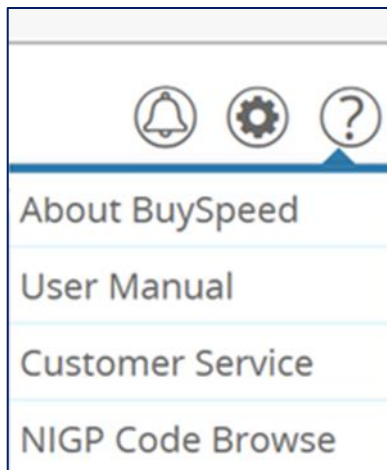 ?
About BuySpeed
User Manual
Customer Service
NIGP Code Browse